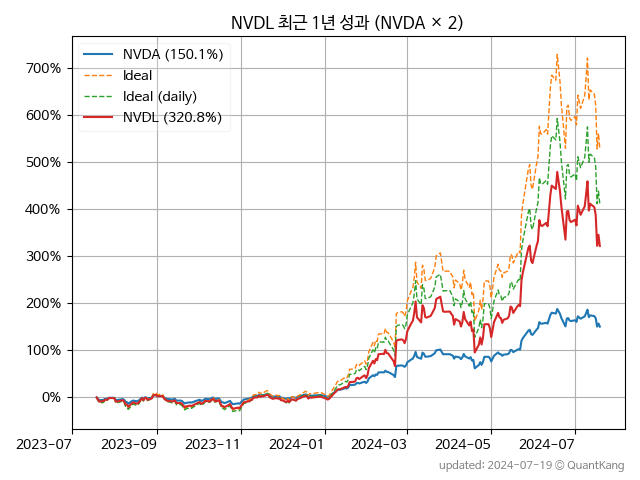 NVDL 최근 1년 성과 (NVDA × 2)
NVDA (150.1%)
Ideal
Ideal (daily)
NVDL (320.8%)
700%
600%
500%
400%
300%
200%
100%
0%
2023−07
2023−09
2023−11
2024−01
2024−03
2024−05
2024−07
updated: 2024-07-19 © QuantKang